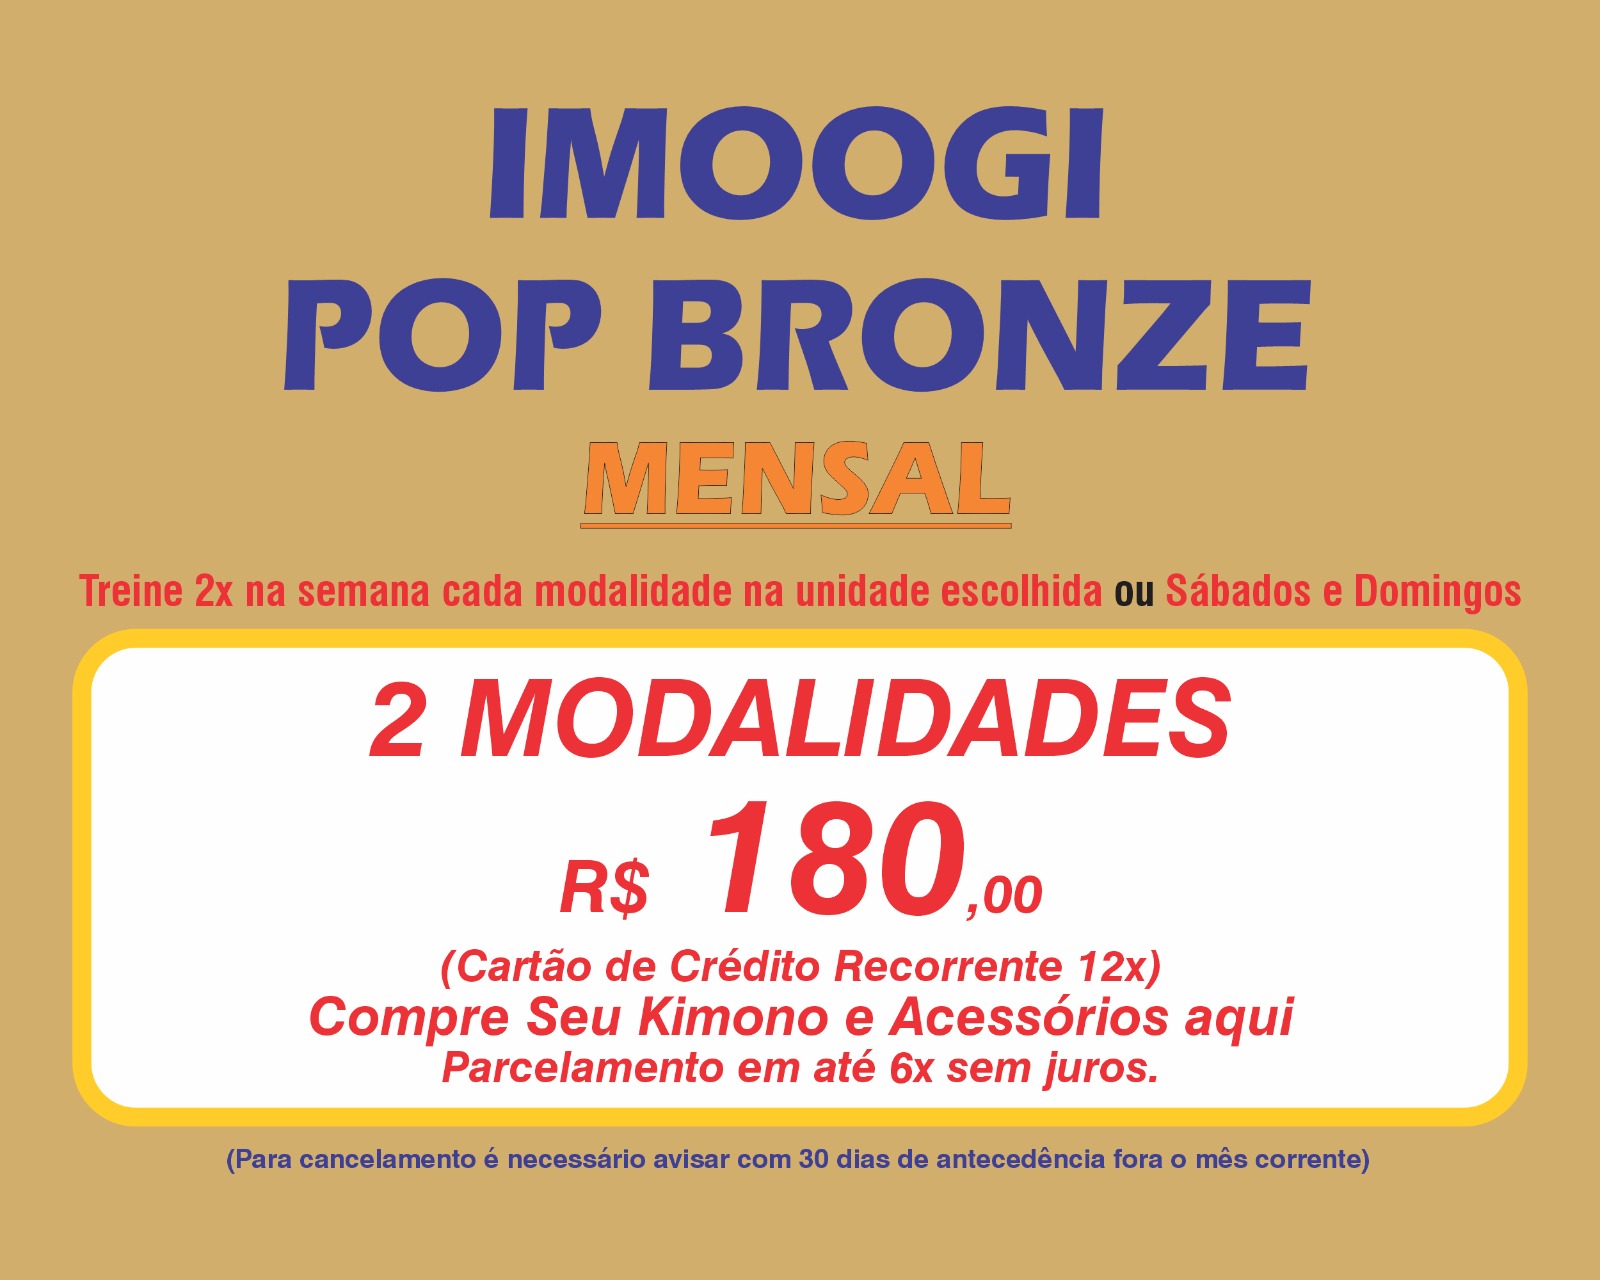 IMOOGI
POP BRONZE
MENSAL
Treine 2x na semana cada modalidade na unidade escolhida ou Sábados e Domingos
2 MODALIDADES
R$ 180,00
(Cartão de Crédito Recorrente 12x)
Compre Seu Kimono e Acessórios aqui
Parcelamento em até 6x sem juros.
(Para cancelamento é necessário avisar com 30 dias de antecedência fora o mês corrente)